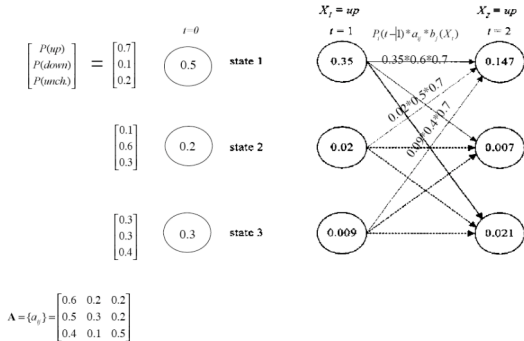 X₁ = up
X₂ = up
t=0
t = 1
Pᵢ(t-1)*aᵢⱼ*bⱼ(Xₜ)
t = 2
[P(up) P(down) P(unch.)] = [0.7 0.1 0.2]
0.5
state 1
0.35
0.35*0.6*0.7
0.147
0.02*0.5*0.7
0.09*0.4*0.7
[0.1 0.6 0.3]
0.2
state 2
0.02
0.007
[0.3 0.3 0.4]
0.3
state 3
0.009
0.021
A = {aᵢⱼ} =
0.6 0.2 0.2
0.5 0.3 0.2
0.4 0.1 0.5